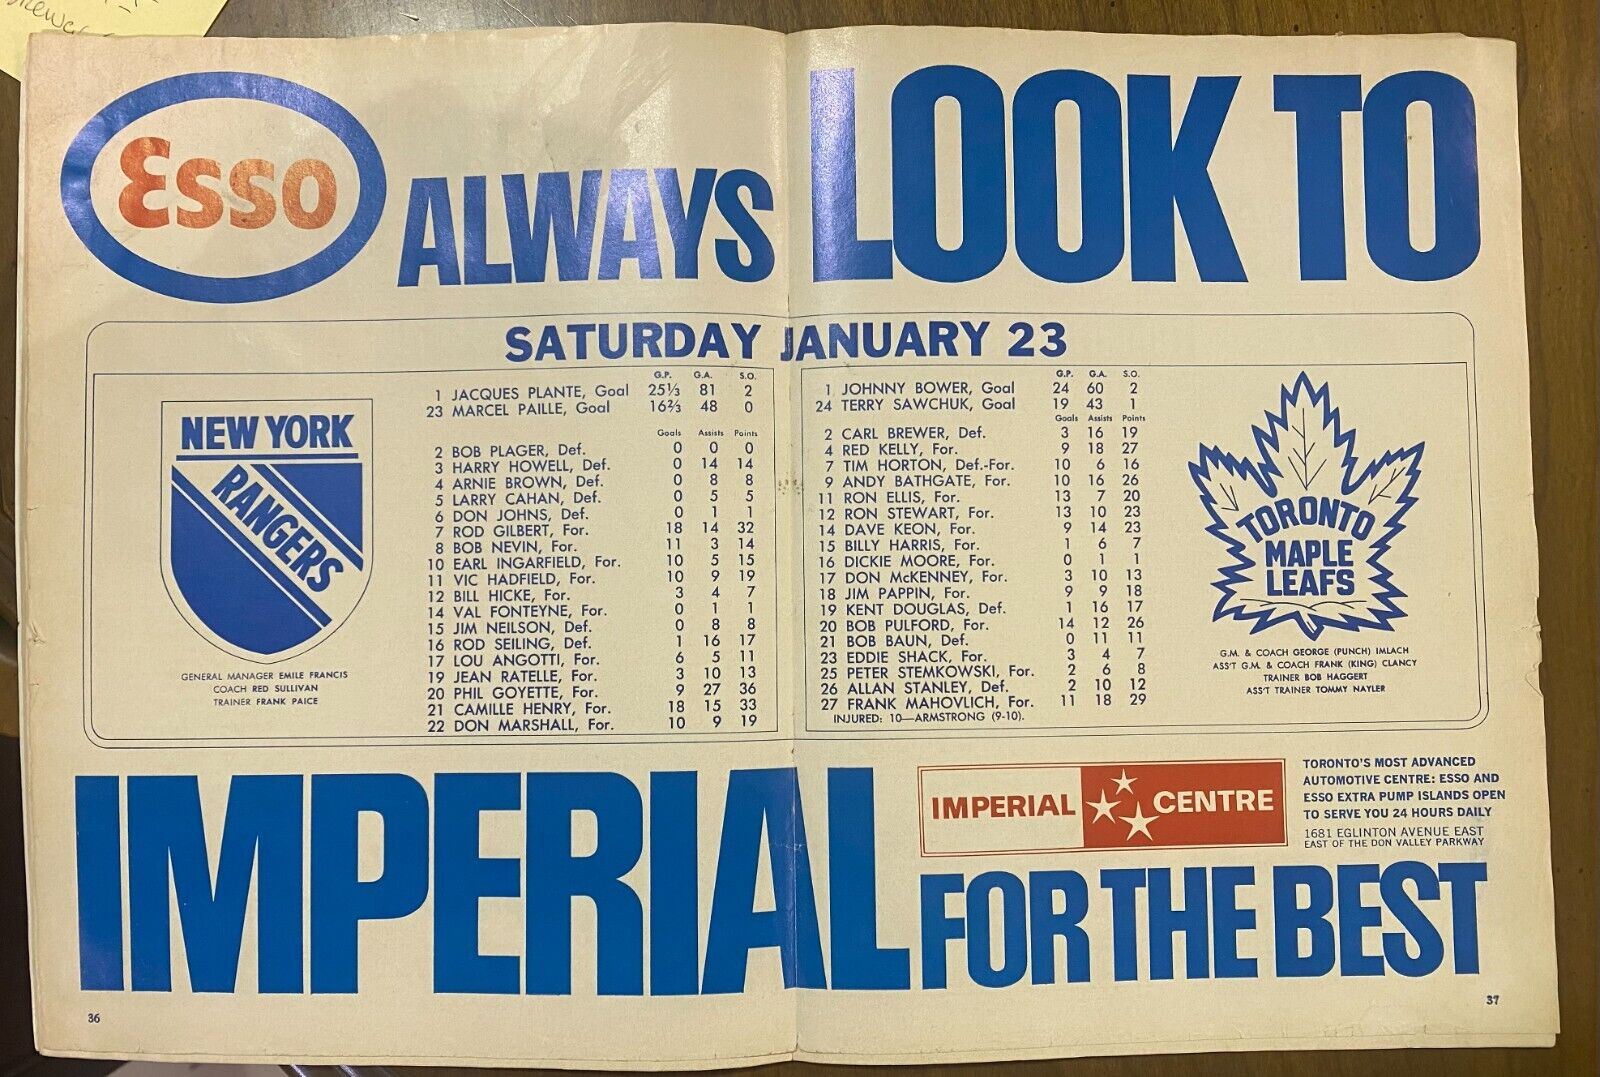 Esso
ALWAYS LOOK TO
SATURDAY JANUARY 23
NEW YORK
RANGERS
GENERAL MANAGER EMILE FRANCIS
COACH RED SULLIVAN
TRAINER FRANK PAICE
G.P. G.A. S.O.
1 JACQUES PLANTE, Goal 25⅓ 81 2
23 MARCEL PAILLE, Goal 16⅔ 48 0
Goals Assists Points
2 BOB PLAGER, Def. 0 0 0
3 HARRY HOWELL, Def. 0 14 14
4 ARNIE BROWN, Def. 0 8 8
5 LARRY CAHAN, Def. 0 5 5
6 DON JOHNS, Def. 0 1 1
7 ROD GILBERT, For. 18 14 32
8 BOB NEVIN, For. 11 3 14
10 EARL INGARFIELD, For. 10 5 15
11 VIC HADFIELD, For. 10 9 19
12 BILL HICKE, For. 3 4 7
14 VAL FONTEYNE, For. 0 1 1
15 JIM NEILSON, Def. 0 8 8
16 ROD SEILING, Def. 1 16 17
17 LOU ANGOTTI, For. 6 5 11
19 JEAN RATELLE, For. 3 10 13
20 PHIL GOYETTE, For. 9 27 36
21 CAMILLE HENRY, For. 18 15 33
22 DON MARSHALL, For. 10 9 19
G.P. G.A. S.O.
1 JOHNNY BOWER, Goal 24 60 2
24 TERRY SAWCHUK, Goal 19 43 1
Goals Assists Points
2 CARL BREWER, Def. 3 16 19
4 RED KELLY, For. 9 18 27
7 TIM HORTON, Def.-For. 10 6 16
9 ANDY BATHGATE, For. 10 16 26
11 RON ELLIS, For. 13 7 20
12 RON STEWART, For. 13 10 23
14 DAVE KEON, For. 9 14 23
15 BILLY HARRIS, For. 1 6 7
16 DICKIE MOORE, For. 0 1 1
17 DON McKENNEY, For. 3 10 13
18 JIM PAPPIN, For. 9 9 18
19 KENT DOUGLAS, Def. 1 16 17
20 BOB PULFORD, For. 14 12 26
21 BOB BAUN, Def. 0 11 11
23 EDDIE SHACK, For. 3 4 7
25 PETER STEMKOWSKI, For. 2 6 8
26 ALLAN STANLEY, Def. 2 10 12
27 FRANK MAHOVLICH, For. 11 18 29
INJURED: 10—ARMSTRONG (9-10).
TORONTO
MAPLE
LEAFS
G.M. & COACH GEORGE (PUNCH) IMLACH
ASS'T G.M. & COACH FRANK (KING) CLANCY
TRAINER BOB HAGGERT
ASS'T TRAINER TOMMY NAYLER
IMPERIAL
IMPERIAL CENTRE
TORONTO'S MOST ADVANCED
AUTOMOTIVE CENTRE: ESSO AND
ESSO EXTRA PUMP ISLANDS OPEN
TO SERVE YOU 24 HOURS DAILY
1681 EGLINTON AVENUE EAST
EAST OF THE DON VALLEY PARKWAY
FOR THE BEST
36
37